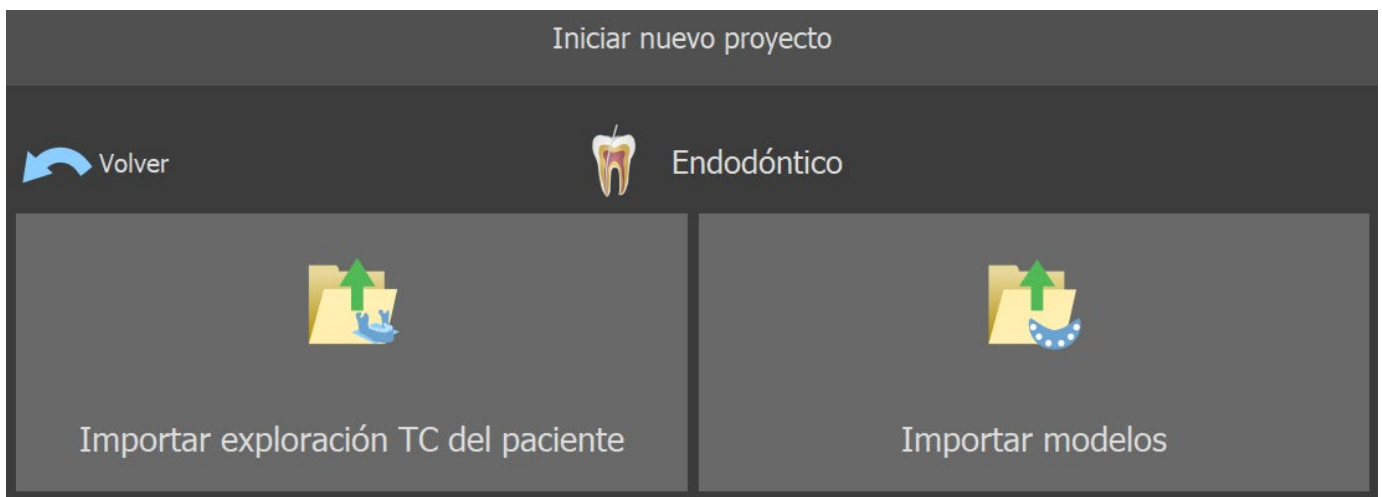 Iniciar nuevo proyecto
Volver
Endodóntico
Importar exploración TC del paciente
Importar modelos